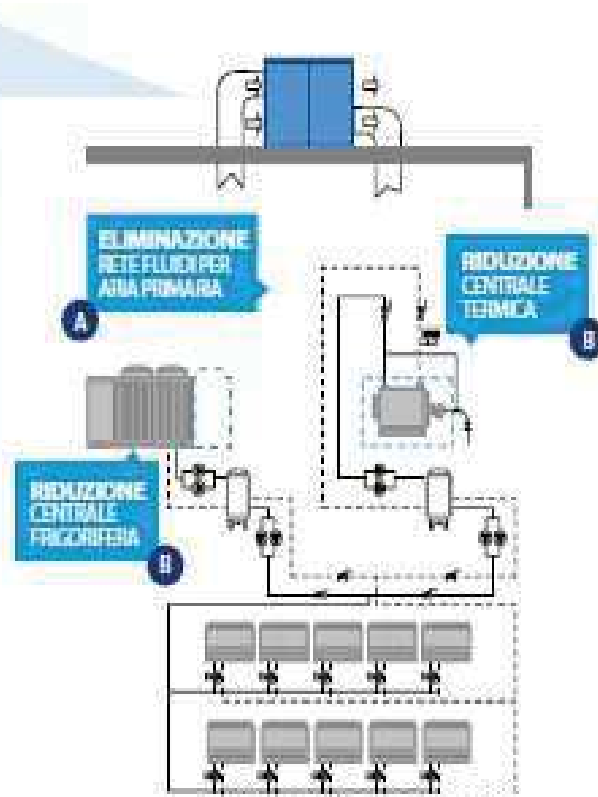 ELIMINAZIONE
RETE FLUIDI PER
ARIA PRIMARIA
A
RIDUZIONE
CENTRALE
TERMICA
B
RIDUZIONE
CENTRALE
FRIGORIFERA
B